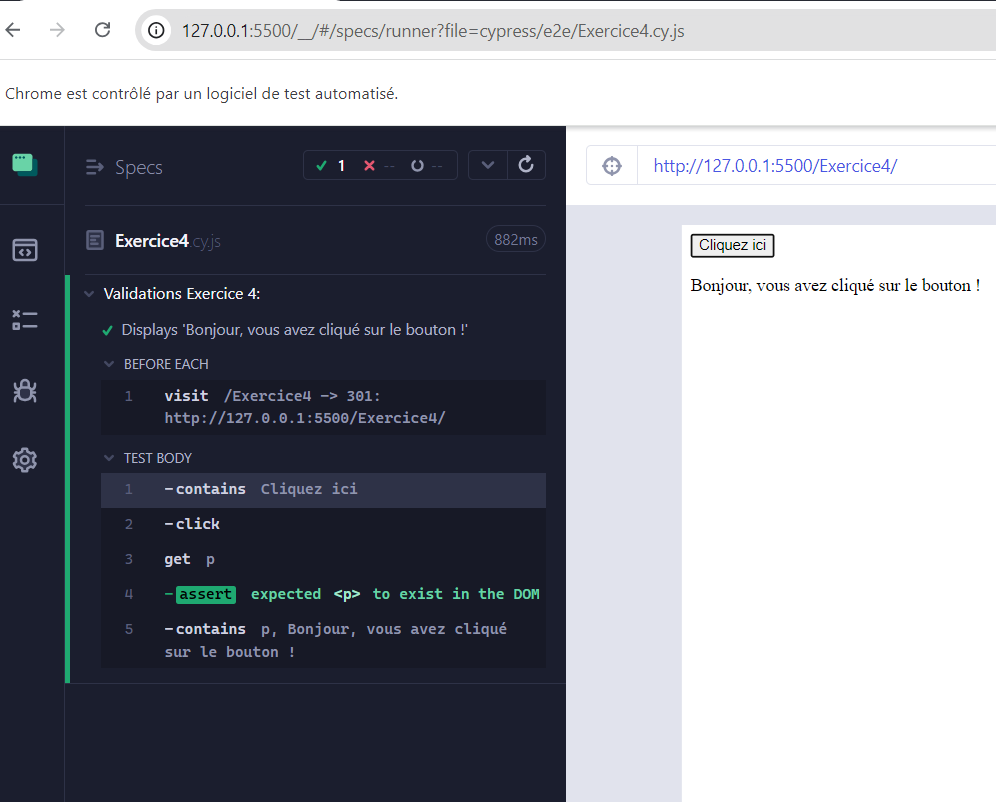 127.0.0.1:5500/__/#/specs/runner?file=cypress/e2e/Exercice4.cy.js
Chrome est contrôlé par un logiciel de test automatisé.
Specs
1 -- --
http://127.0.0.1:5500/Exercice4/
Exercice4.cy.js
882ms
Cliquez ici
Bonjour, vous avez cliqué sur le bouton !
Validations Exercice 4:
Displays 'Bonjour, vous avez cliqué sur le bouton !'
BEFORE EACH
1 visit /Exercice4 -> 301:
http://127.0.0.1:5500/Exercice4/
TEST BODY
1 -contains Cliquez ici
2 -click
3 get p
4 -assert expected <p> to exist in the DOM
5 -contains p, Bonjour, vous avez cliqué
sur le bouton !